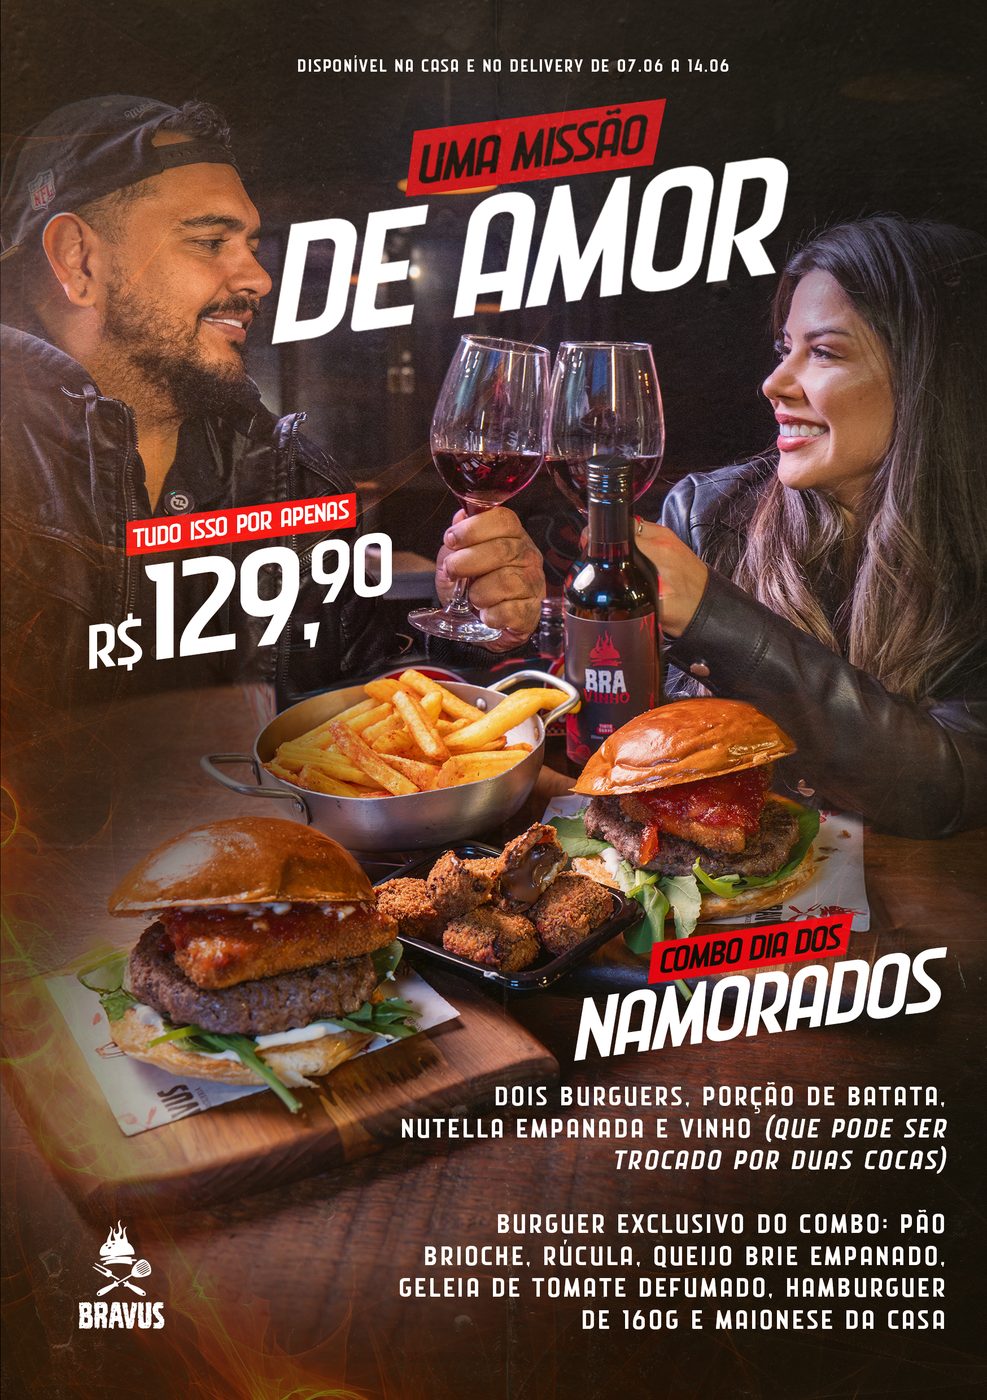 DISPONÍVEL NA CASA E NO DELIVERY DE 07.06 A 14.06
UMA MISSÃO
DE AMOR
NFL
TUDO ISSO POR APENAS
R$129,90
BRA
VINHO
COMBO DIA DOS
NAMORADOS
DOIS BURGUERS, PORÇÃO DE BATATA,
NUTELLA EMPANADA E VINHO (QUE PODE SER
TROCADO POR DUAS COCAS)
BURGUER EXCLUSIVO DO COMBO: PÃO
BRIOCHE, RÚCULA, QUEIJO BRIE EMPANADO,
GELEIA DE TOMATE DEFUMADO, HAMBURGUER
DE 160G E MAIONESE DA CASA
BRAVUS